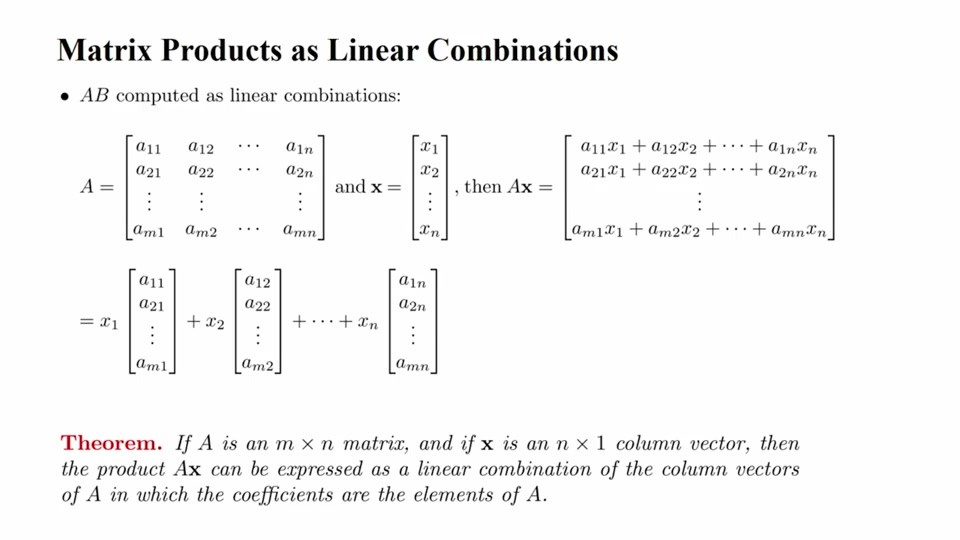 Matrix Products as Linear Combinations
• AB computed as linear combinations:
A = [a11 a12 ⋯ a1n; a21 a22 ⋯ a2n; ⋮ ⋮ ⋮; am1 am2 ⋯ amn] and x = [x1; x2; ⋮; xn], then Ax = [a11x1 + a12x2 + ⋯ + a1nxn; a21x1 + a22x2 + ⋯ + a2nxn; ⋮; am1x1 + am2x2 + ⋯ + amnxn]
= x1 [a11; a21; ⋮; am1] + x2 [a12; a22; ⋮; am2] + ⋯ + xn [a1n; a2n; ⋮; amn]
Theorem. If A is an m × n matrix, and if x is an n × 1 column vector, then
the product Ax can be expressed as a linear combination of the column vectors
of A in which the coefficients are the elements of A.